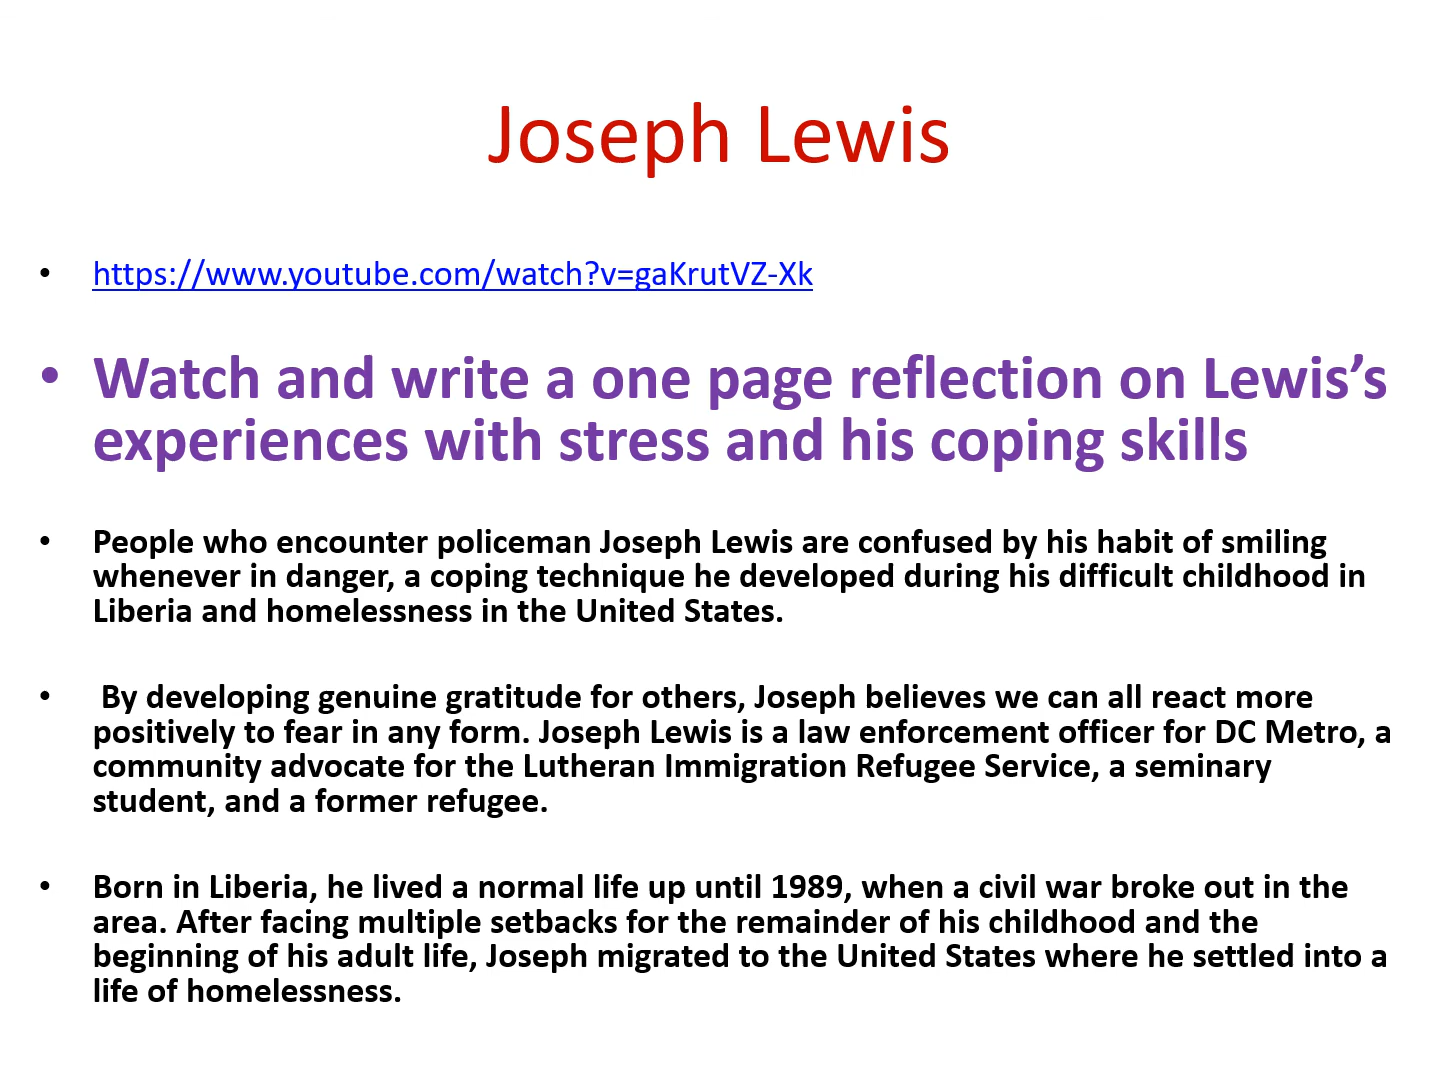 Joseph Lewis
• https://www.youtube.com/watch?v=gaKrutVZ-Xk
• Watch and write a one page reflection on Lewis’s
experiences with stress and his coping skills
• People who encounter policeman Joseph Lewis are confused by his habit of smiling
whenever in danger, a coping technique he developed during his difficult childhood in
Liberia and homelessness in the United States.
• By developing genuine gratitude for others, Joseph believes we can all react more
positively to fear in any form. Joseph Lewis is a law enforcement officer for DC Metro, a
community advocate for the Lutheran Immigration Refugee Service, a seminary
student, and a former refugee.
• Born in Liberia, he lived a normal life up until 1989, when a civil war broke out in the
area. After facing multiple setbacks for the remainder of his childhood and the
beginning of his adult life, Joseph migrated to the United States where he settled into a
life of homelessness.